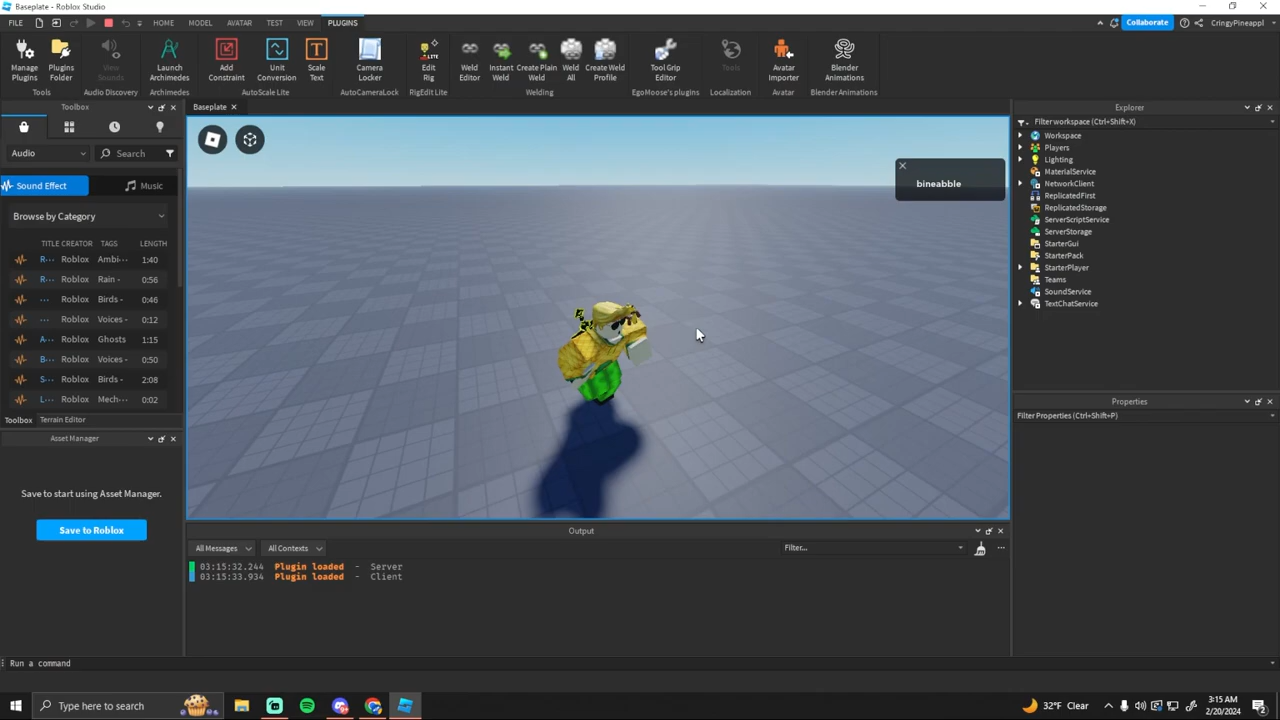 Baseplate - Roblox Studio
FILE HOME MODEL AVATAR TEST VIEW PLUGINS Collaborate CringyPineappl
Manage Plugins
Plugins Folder
View Sounds
Launch Archimedes
Add Constraint
Unit Conversion
Scale Text
Camera Locker
Edit Rig
Weld Editor
Instant Weld
Create Plain Weld
Weld All
Create Weld Profile
Tool Grip Editor
Tools
Avatar Importer
Blender Animations
Tools Audio Discovery Archimedes AutoScale Lite AutoCameraLock RigEdit Lite Welding EgoMoose's plugins Localization Avatar Blender Animations
Toolbox
Audio Search
Sound Effect Music
Browse by Category
TITLE CREATOR TAGS LENGTH
R... Roblox Ambi... 1:40
R... Roblox Rain - 0:56
... Roblox Birds - 0:46
... Roblox Voices - 0:12
A... Roblox Ghosts 1:15
B... Roblox Voices - 0:50
S... Roblox Birds - 2:08
L... Roblox Mech... 0:02
Toolbox Terrain Editor
Asset Manager
Save to start using Asset Manager.
Save to Roblox
Baseplate
bineabble
Output
All Messages All Contexts Filter...
03:15:32.244 Plugin loaded - Server
03:15:33.934 Plugin loaded - Client
Explorer
Filter workspace (Ctrl+Shift+X)
Workspace
Players
Lighting
MaterialService
NetworkClient
ReplicatedFirst
ReplicatedStorage
ServerScriptService
ServerStorage
StarterGui
StarterPack
StarterPlayer
Teams
SoundService
TextChatService
Properties
Filter Properties (Ctrl+Shift+P)
Run a command
Type here to search
32°F Clear
3:15 AM
2/20/2024